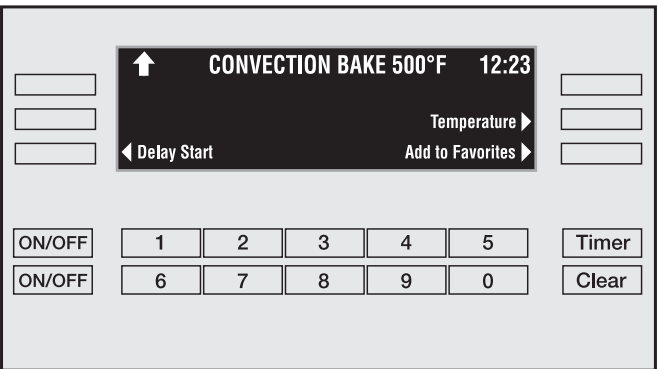 CONVECTION BAKE 500°F 12:23
Temperature
Delay Start Add to Favorites
ON/OFF 1 2 3 4 5 Timer
ON/OFF 6 7 8 9 0 Clear